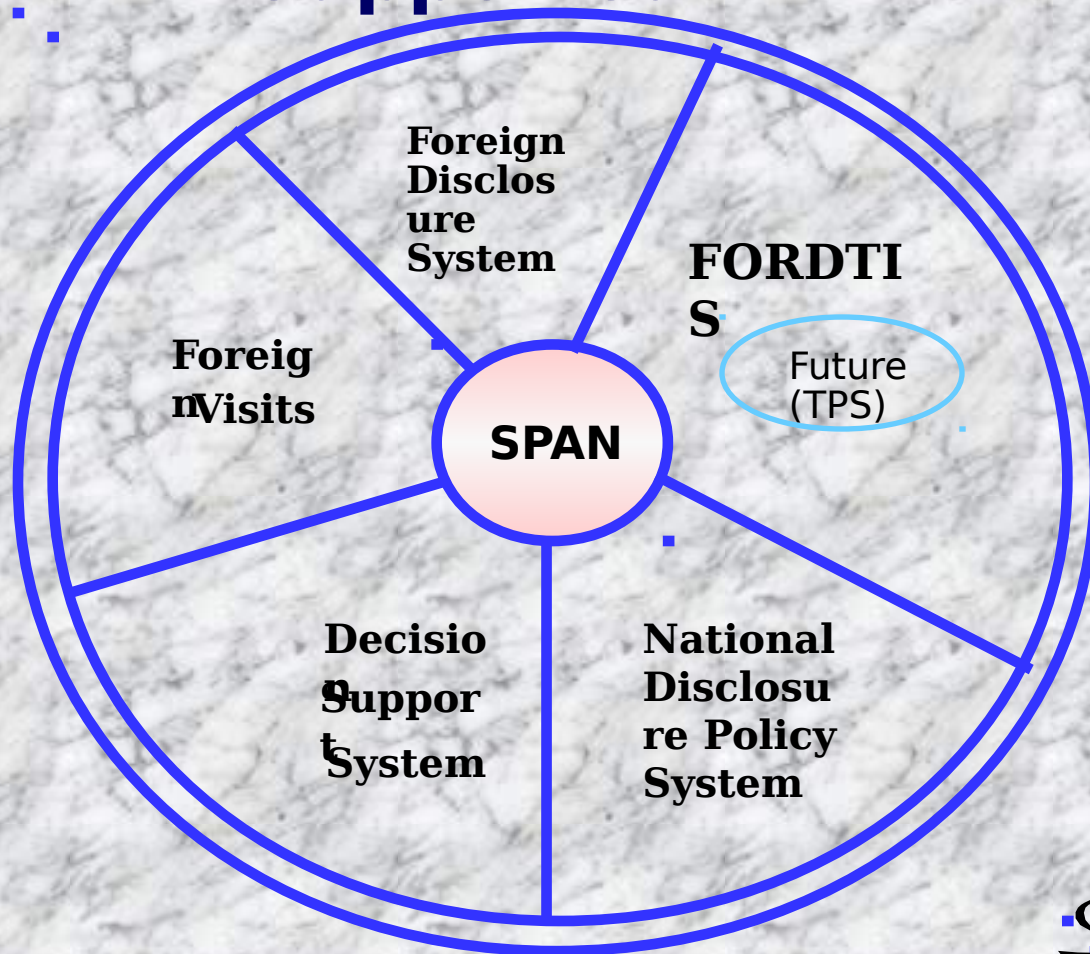 Foreign
Disclos
ure
System
FORDTI
S
Future
(TPS)
Foreig
n
Visits
SPAN
Decisio
n
Suppor
t
System
National
Disclosu
re Policy
System